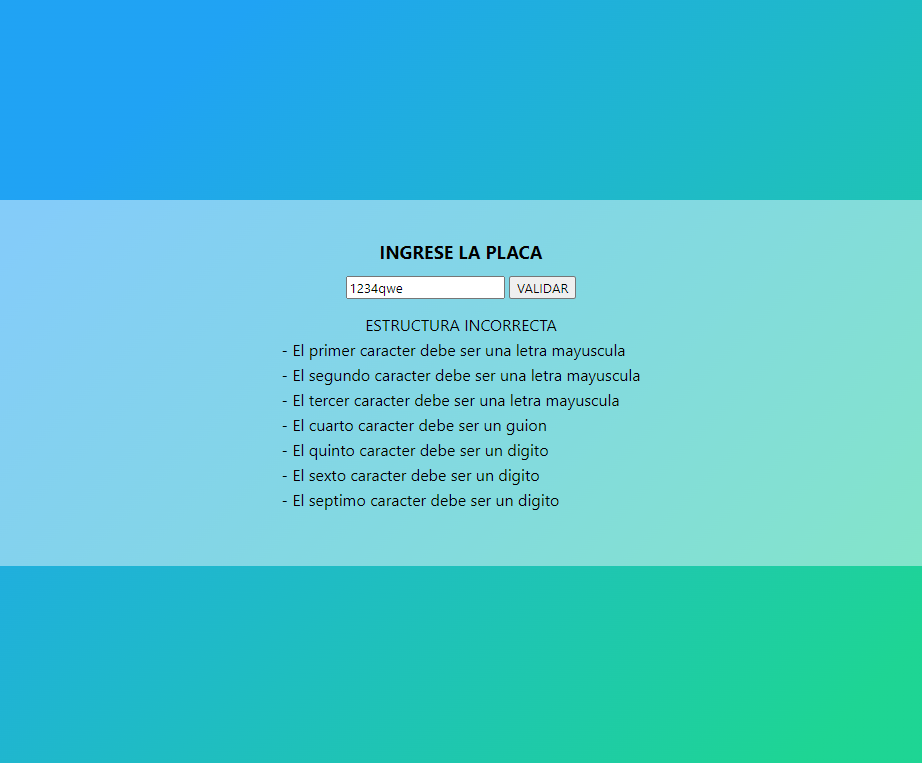 INGRESE LA PLACA
1234qwe VALIDAR
ESTRUCTURA INCORRECTA
- El primer caracter debe ser una letra mayuscula
- El segundo caracter debe ser una letra mayuscula
- El tercer caracter debe ser una letra mayuscula
- El cuarto caracter debe ser un guion
- El quinto caracter debe ser un digito
- El sexto caracter debe ser un digito
- El septimo caracter debe ser un digito